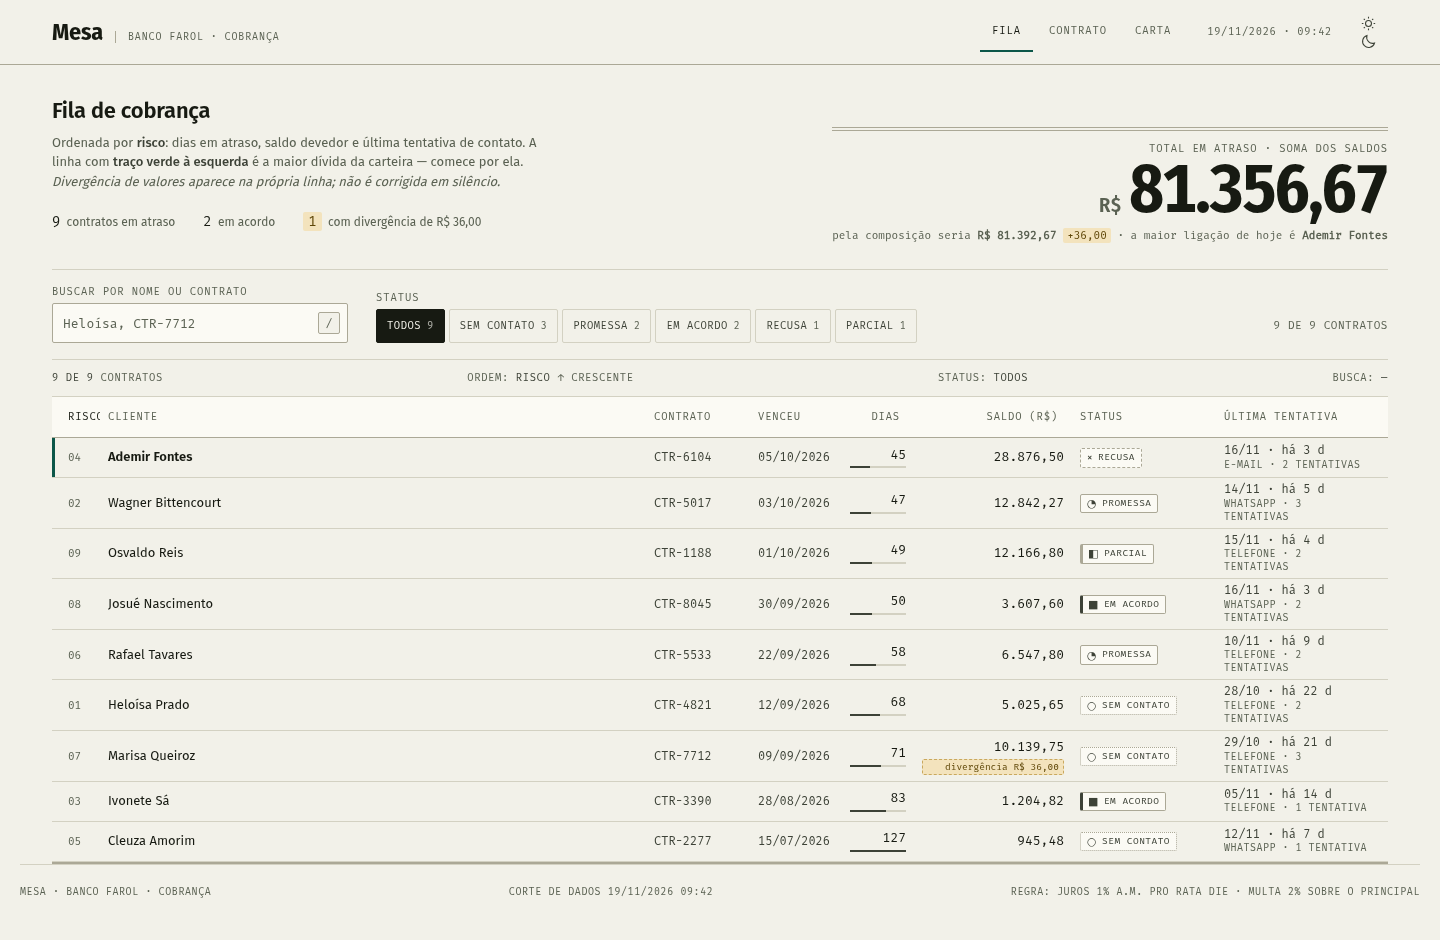 Mesa
BANCO FAROL · COBRANÇA
FILA
CONTRATO
CARTA
19/11/2026 · 09:42
Fila de cobrança
Ordenada por risco: dias em atraso, saldo devedor e última tentativa de contato. A
linha com traço verde à esquerda é a maior dívida da carteira — comece por ela.
Divergência de valores aparece na própria linha; não é corrigida em silêncio.
9 contratos em atraso
2 em acordo
1 com divergência de R$ 36,00
TOTAL EM ATRASO · SOMA DOS SALDOS
R$ 81.356,67
pela composição seria R$ 81.392,67 +36,00 · a maior ligação de hoje é Ademir Fontes
BUSCAR POR NOME OU CONTRATO
Heloísa, CTR-7712
/
STATUS
TODOS 9
SEM CONTATO 3
PROMESSA 2
EM ACORDO 2
RECUSA 1
PARCIAL 1
9 DE 9 CONTRATOS
9 DE 9 CONTRATOS
ORDEM: RISCO ↑ CRESCENTE
STATUS: TODOS
BUSCA: —
RISCO CLIENTE CONTRATO VENCEU DIAS SALDO (R$) STATUS ÚLTIMA TENTATIVA
04 Ademir Fontes CTR-6104 05/10/2026 45 28.876,50 × RECUSA 16/11 · há 3 d
E-MAIL · 2 TENTATIVAS
02 Wagner Bittencourt CTR-5017 03/10/2026 47 12.842,27 PROMESSA 14/11 · há 5 d
WHATSAPP · 3
TENTATIVAS
09 Osvaldo Reis CTR-1188 01/10/2026 49 12.166,80 PARCIAL 15/11 · há 4 d
TELEFONE · 2
TENTATIVAS
08 Josué Nascimento CTR-8045 30/09/2026 50 3.607,60 EM ACORDO 16/11 · há 3 d
WHATSAPP · 2
TENTATIVAS
06 Rafael Tavares CTR-5533 22/09/2026 58 6.547,80 PROMESSA 10/11 · há 9 d
TELEFONE · 2
TENTATIVAS
01 Heloísa Prado CTR-4821 12/09/2026 68 5.025,65 SEM CONTATO 28/10 · há 22 d
TELEFONE · 2
TENTATIVAS
07 Marisa Queiroz CTR-7712 09/09/2026 71 10.139,75 SEM CONTATO 29/10 · há 21 d
divergência R$ 36,00
TELEFONE · 3
TENTATIVAS
03 Ivonete Sá CTR-3390 28/08/2026 83 1.204,82 EM ACORDO 05/11 · há 14 d
TELEFONE · 1 TENTATIVA
05 Cleuza Amorim CTR-2277 15/07/2026 127 945,48 SEM CONTATO 12/11 · há 7 d
WHATSAPP · 1 TENTATIVA
MESA · BANCO FAROL · COBRANÇA
CORTE DE DADOS 19/11/2026 09:42
REGRA: JUROS 1% A.M. PRO RATA DIE · MULTA 2% SOBRE O PRINCIPAL